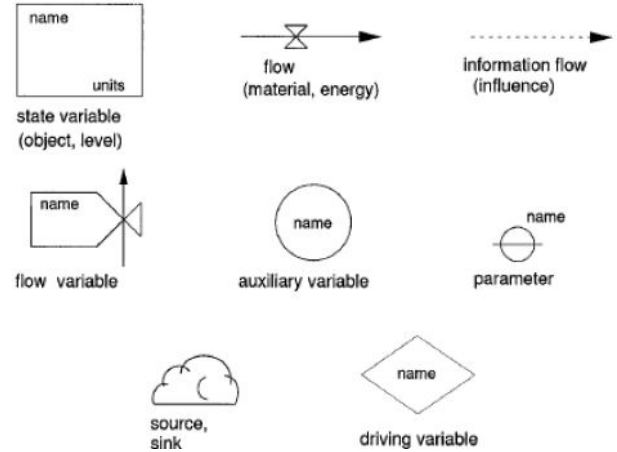 name
units
state variable
(object, level)
flow
(material, energy)
information flow
(influence)
name
flow variable
name
auxiliary variable
name
parameter
source,
sink
name
driving variable